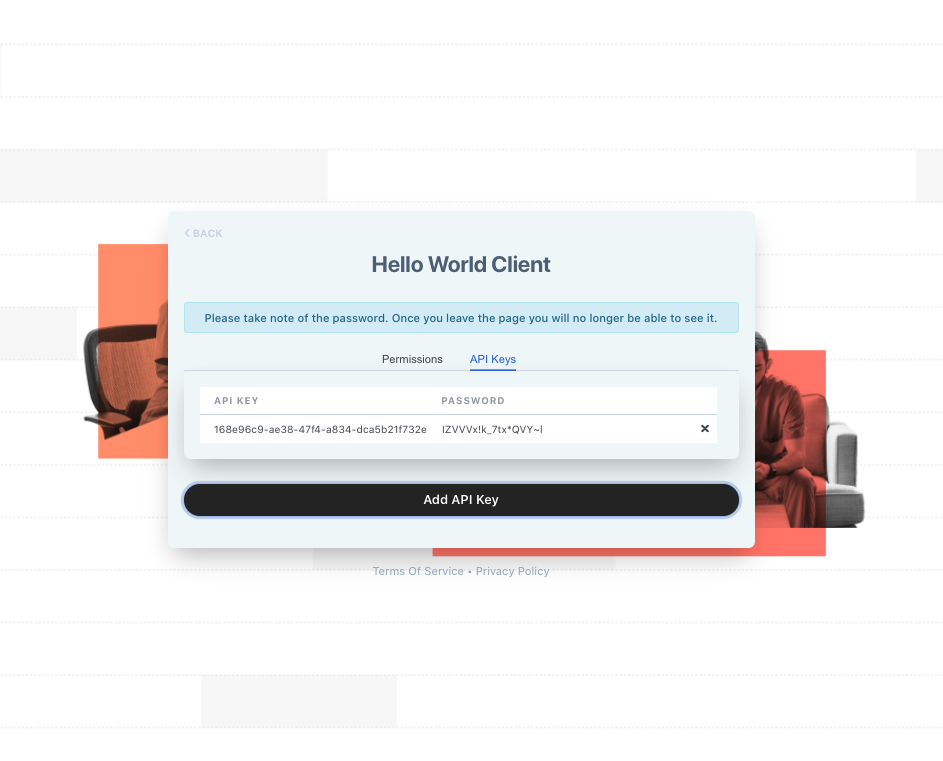 BACK
Hello World Client
Please take note of the password. Once you leave the page you will no longer be able to see it.
Permissions API Keys
API KEY PASSWORD
168e96c9-ae38-47f4-a834-dca5b21f732e IZVVVx!k_7tx*QVY~I
Add API Key
Terms Of Service • Privacy Policy